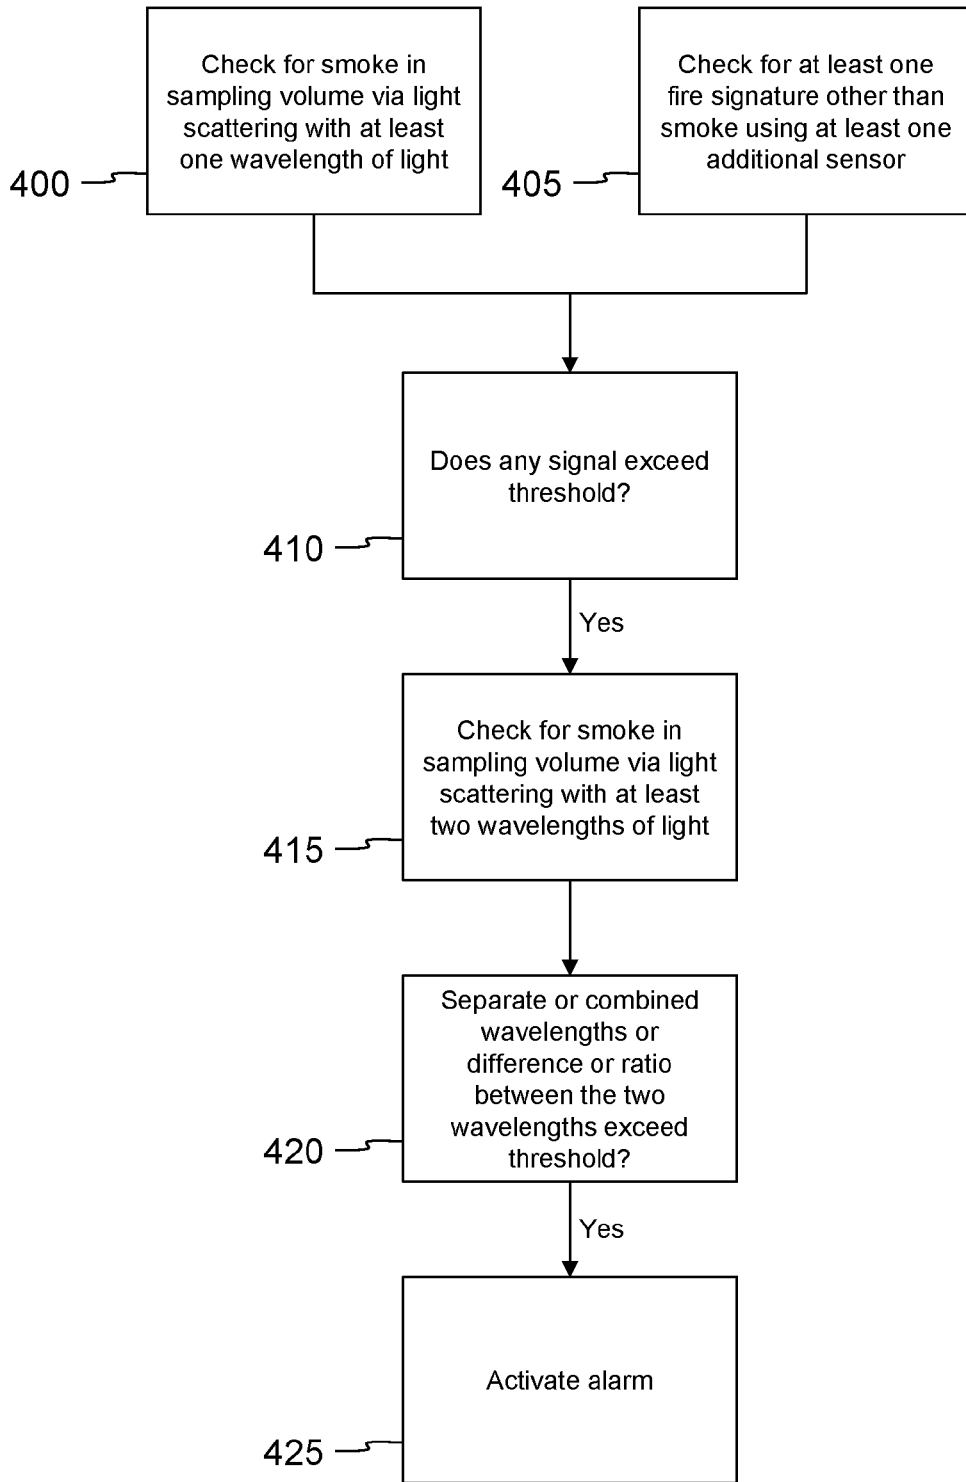 Check for smoke in
sampling volume via light
scattering with at least
one wavelength of light
400
Check for at least one
fire signature other than
smoke using at least one
additional sensor
405
Does any signal exceed
threshold?
410
Yes
Check for smoke in
sampling volume via light
scattering with at least
two wavelengths of light
415
Separate or combined
wavelengths or
difference or ratio
between the two
wavelengths exceed
threshold?
420
Yes
Activate alarm
425